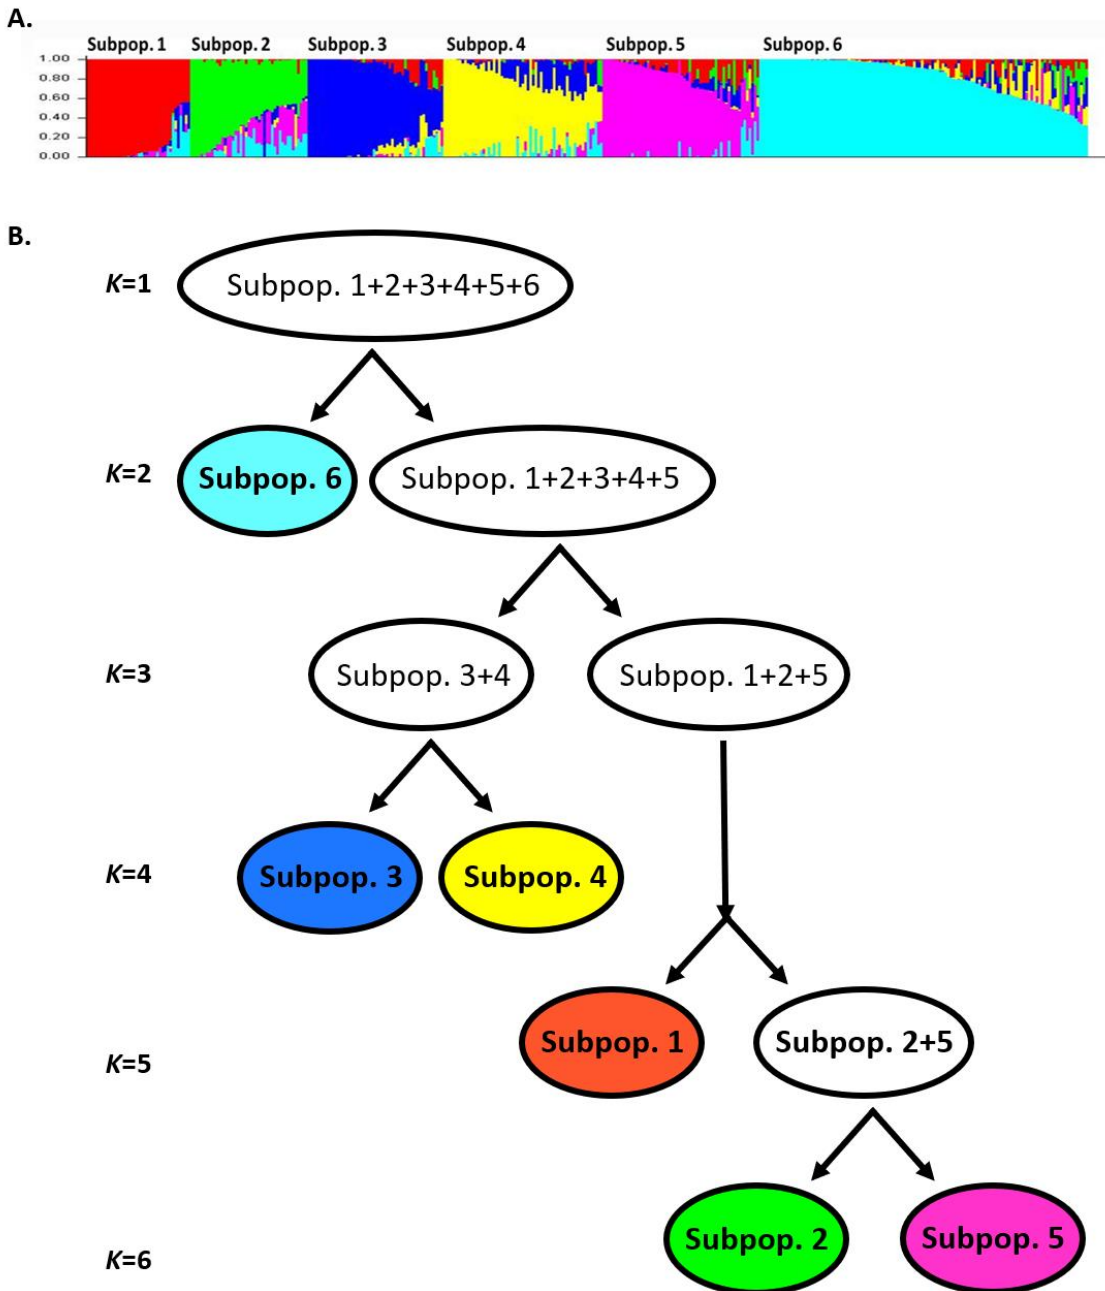 A.
Subpop. 1 Subpop. 2 Subpop. 3 Subpop. 4 Subpop. 5 Subpop. 6
1.00
0.80
0.60
0.40
0.20
0.00
B.
K=1 Subpop. 1+2+3+4+5+6
K=2 Subpop. 6 Subpop. 1+2+3+4+5
K=3 Subpop. 3+4 Subpop. 1+2+5
K=4 Subpop. 3 Subpop. 4
Subpop. 1 Subpop. 2+5
K=5
Subpop. 2 Subpop. 5
K=6